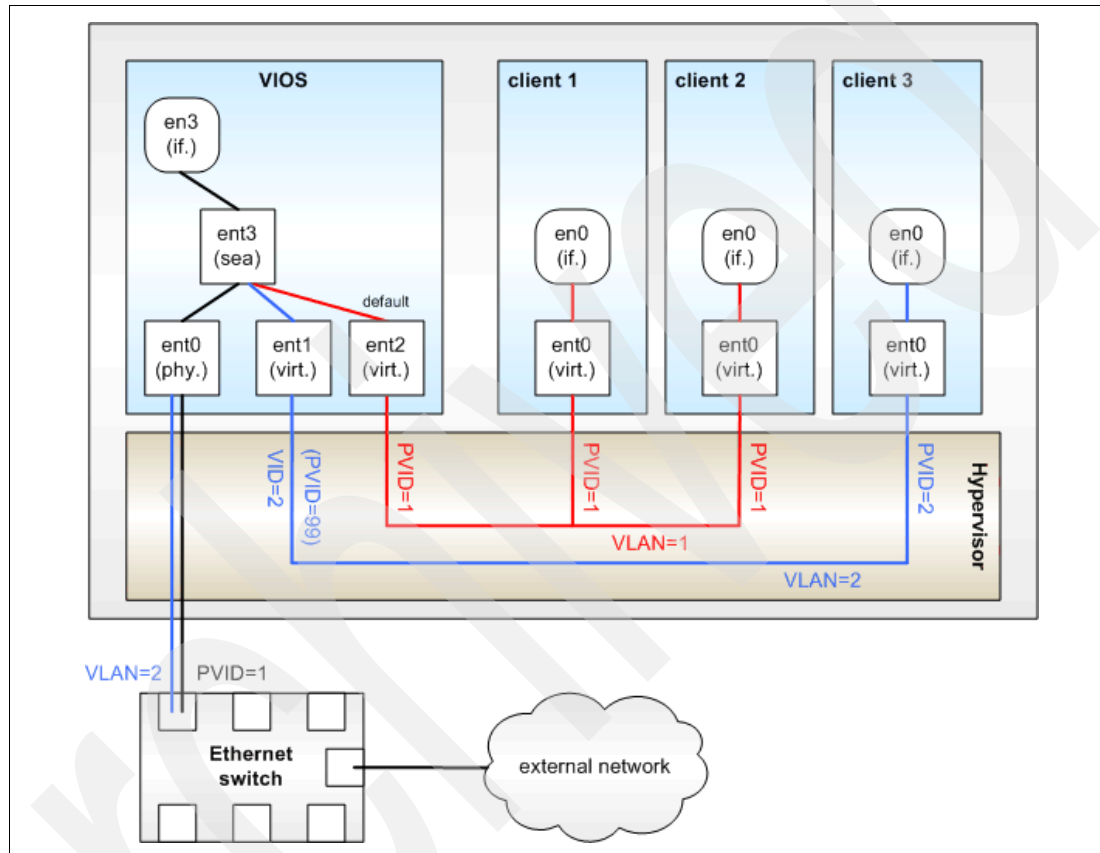 VIOS
client 1
client 2
client 3
en3
(if.)
ent3
(sea)
en0
(if.)
en0
(if.)
en0
(if.)
default
ent0
(phy.)
ent1
(virt.)
ent2
(virt.)
ent0
(virt.)
ent0
(virt.)
ent0
(virt.)
(PVID=99)
VID=2
PVID=1
PVID=1
PVID=1
PVID=2
Hypervisor
VLAN=1
VLAN=2
VLAN=2
PVID=1
Ethernet
switch
external network